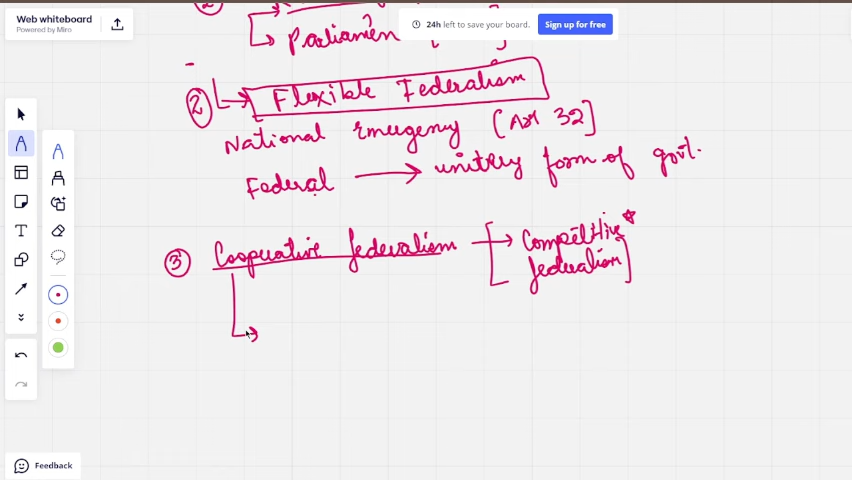 Web whiteboard
Powered by Miro
24h left to save your board.
Sign up for free
Parliamen
② Flexible Federalism
National Emergency [Art 32]
Federal → unitary form of govt.
③ Cooperative federalism → [Competitive
federalism]
T
Feedback